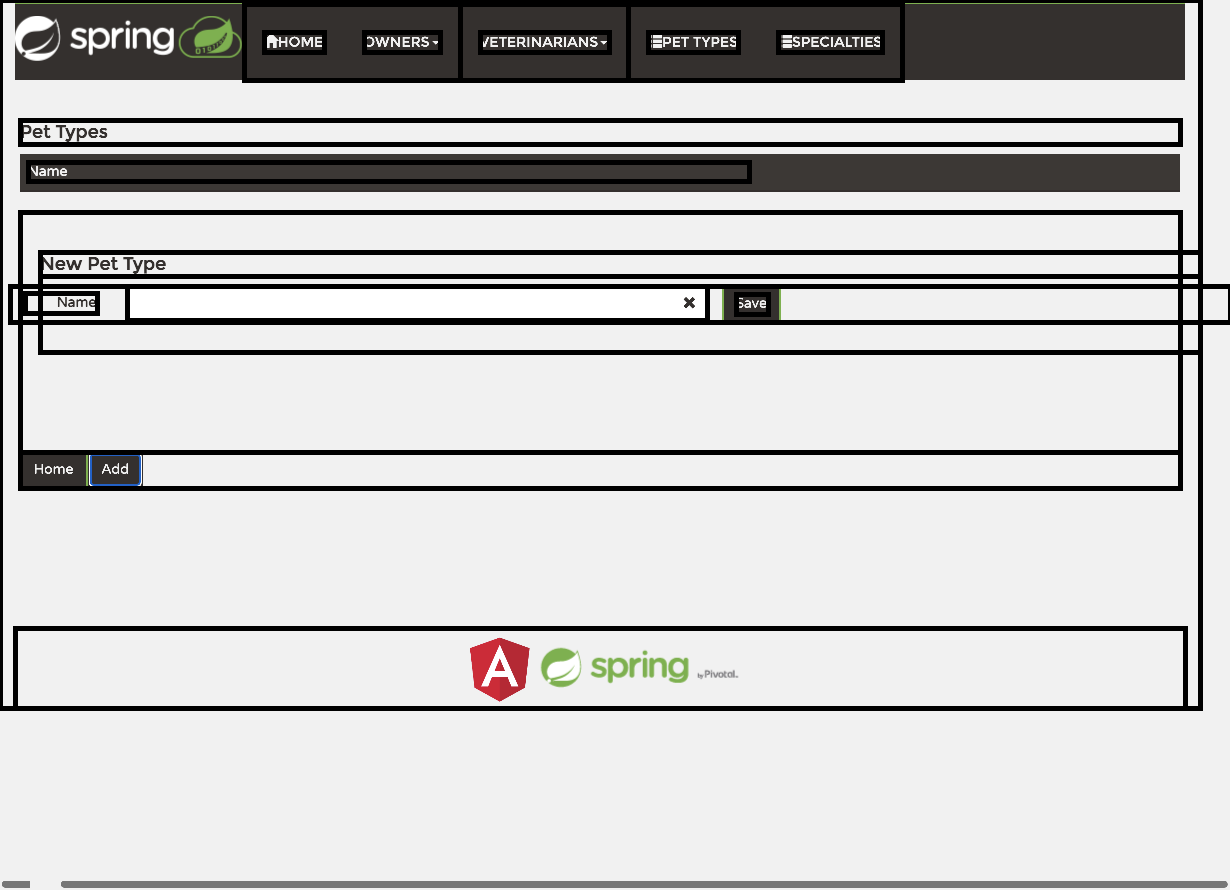 spring HOME OWNERS VETERINARIANS PET TYPES SPECIALTIES
Pet Types
Name
New Pet Type
Name Save
Home Add
A spring by Pivotal.